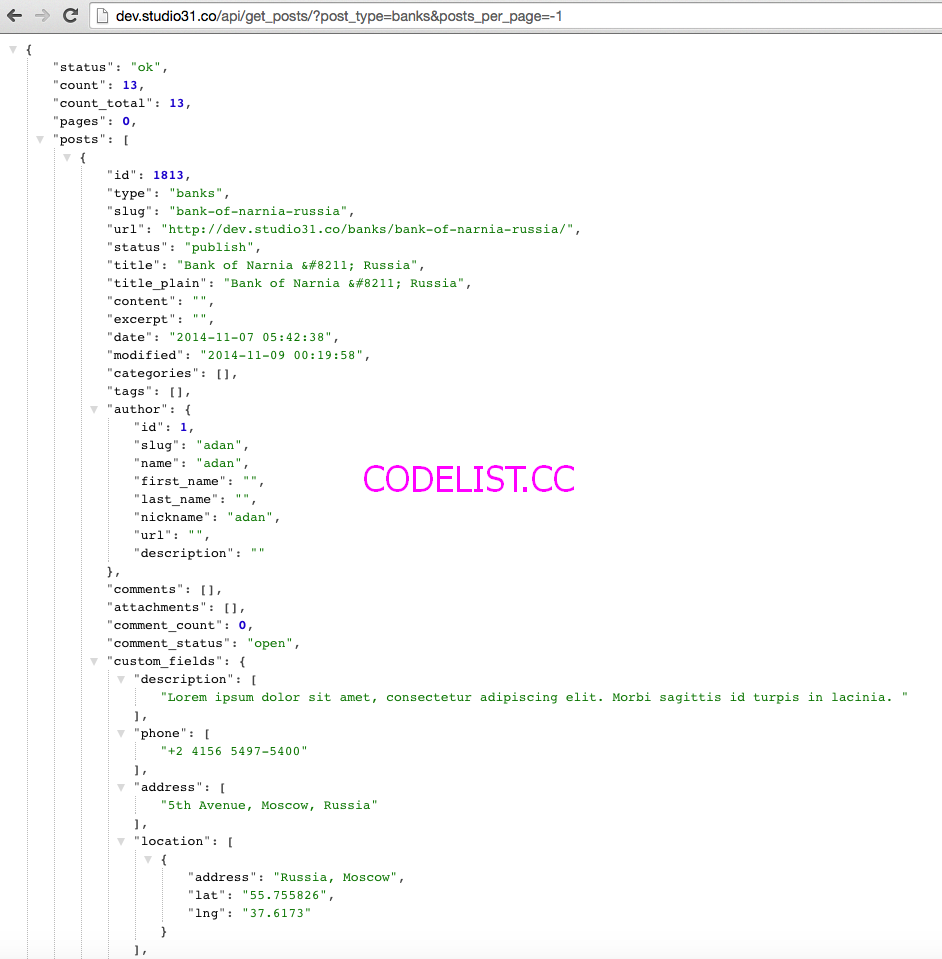 dev.studio31.co/api/get_posts/?post_type=banks&posts_per_page=-1
{
"status": "ok",
"count": 13,
"count_total": 13,
"pages": 0,
"posts": [
{
"id": 1813,
"type": "banks",
"slug": "bank-of-narnia-russia",
"url": "http://dev.studio31.co/banks/bank-of-narnia-russia/",
"status": "publish",
"title": "Bank of Narnia &#8211; Russia",
"title_plain": "Bank of Narnia &#8211; Russia",
"content": "",
"excerpt": "",
"date": "2014-11-07 05:42:38",
"modified": "2014-11-09 00:19:58",
"categories": [],
"tags": [],
"author": {
"id": 1,
"slug": "adan",
"name": "adan",
"first_name": "",
"last_name": "",
"nickname": "adan",
"url": "",
"description": ""
},
CODELIST.CC
"comments": [],
"attachments": [],
"comment_count": 0,
"comment_status": "open",
"custom_fields": {
"description": [
"Lorem ipsum dolor sit amet, consectetur adipiscing elit. Morbi sagittis id turpis in lacinia. "
],
"phone": [
"+2 4156 5497-5400"
],
"address": [
"5th Avenue, Moscow, Russia"
],
"location": [
{
"address": "Russia, Moscow",
"lat": "55.755826",
"lng": "37.6173"
}
],